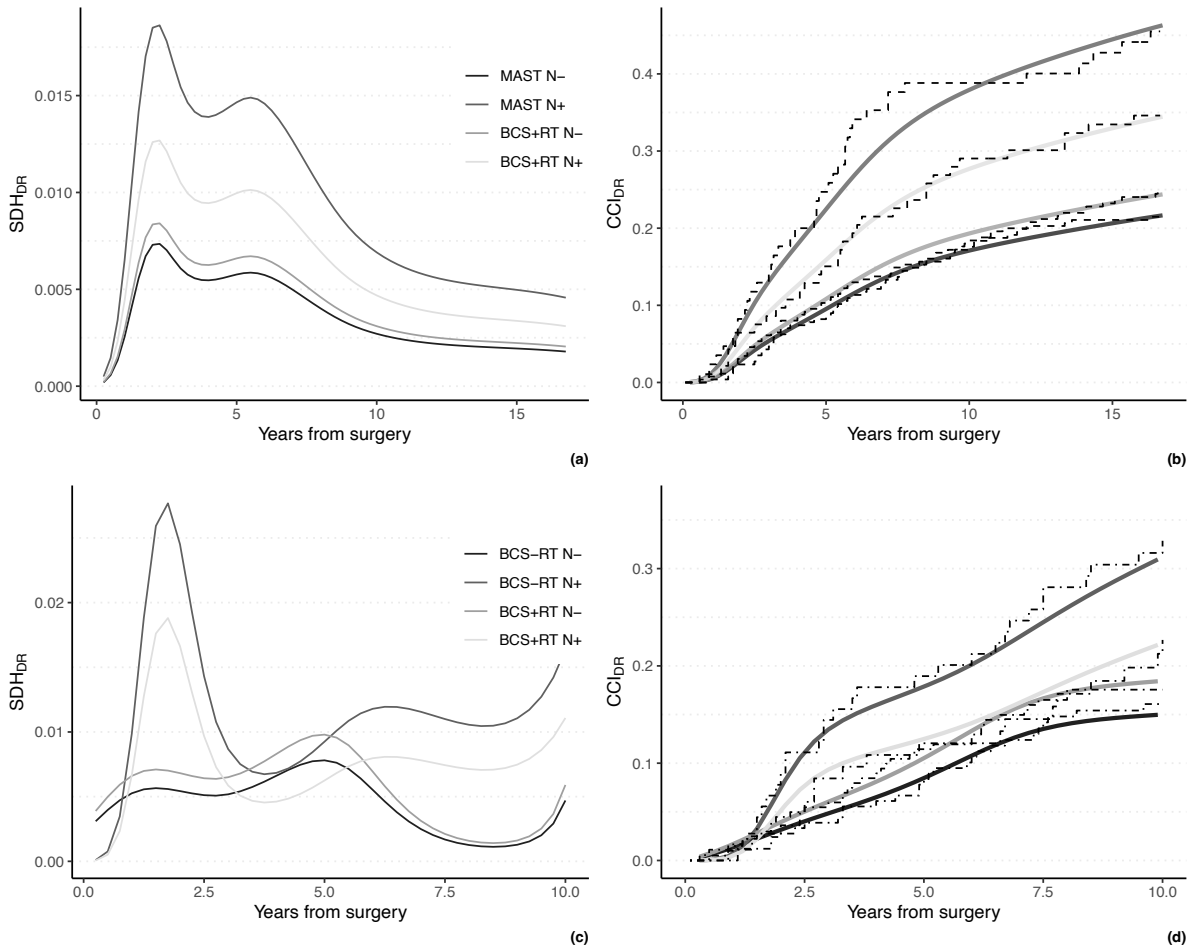 SDH_DR
0.015
0.010
0.005
0.000
MAST N−
MAST N+
BCS+RT N−
BCS+RT N+
0
5
10
15
Years from surgery
(a)
CCI_DR
0.4
0.3
0.2
0.1
0.0
0
5
10
15
Years from surgery
(b)
SDH_DR
0.02
0.01
0.00
BCS−RT N−
BCS−RT N+
BCS+RT N−
BCS+RT N+
0.0
2.5
5.0
7.5
10.0
Years from surgery
(c)
CCI_DR
0.3
0.2
0.1
0.0
0.0
2.5
5.0
7.5
10.0
Years from surgery
(d)